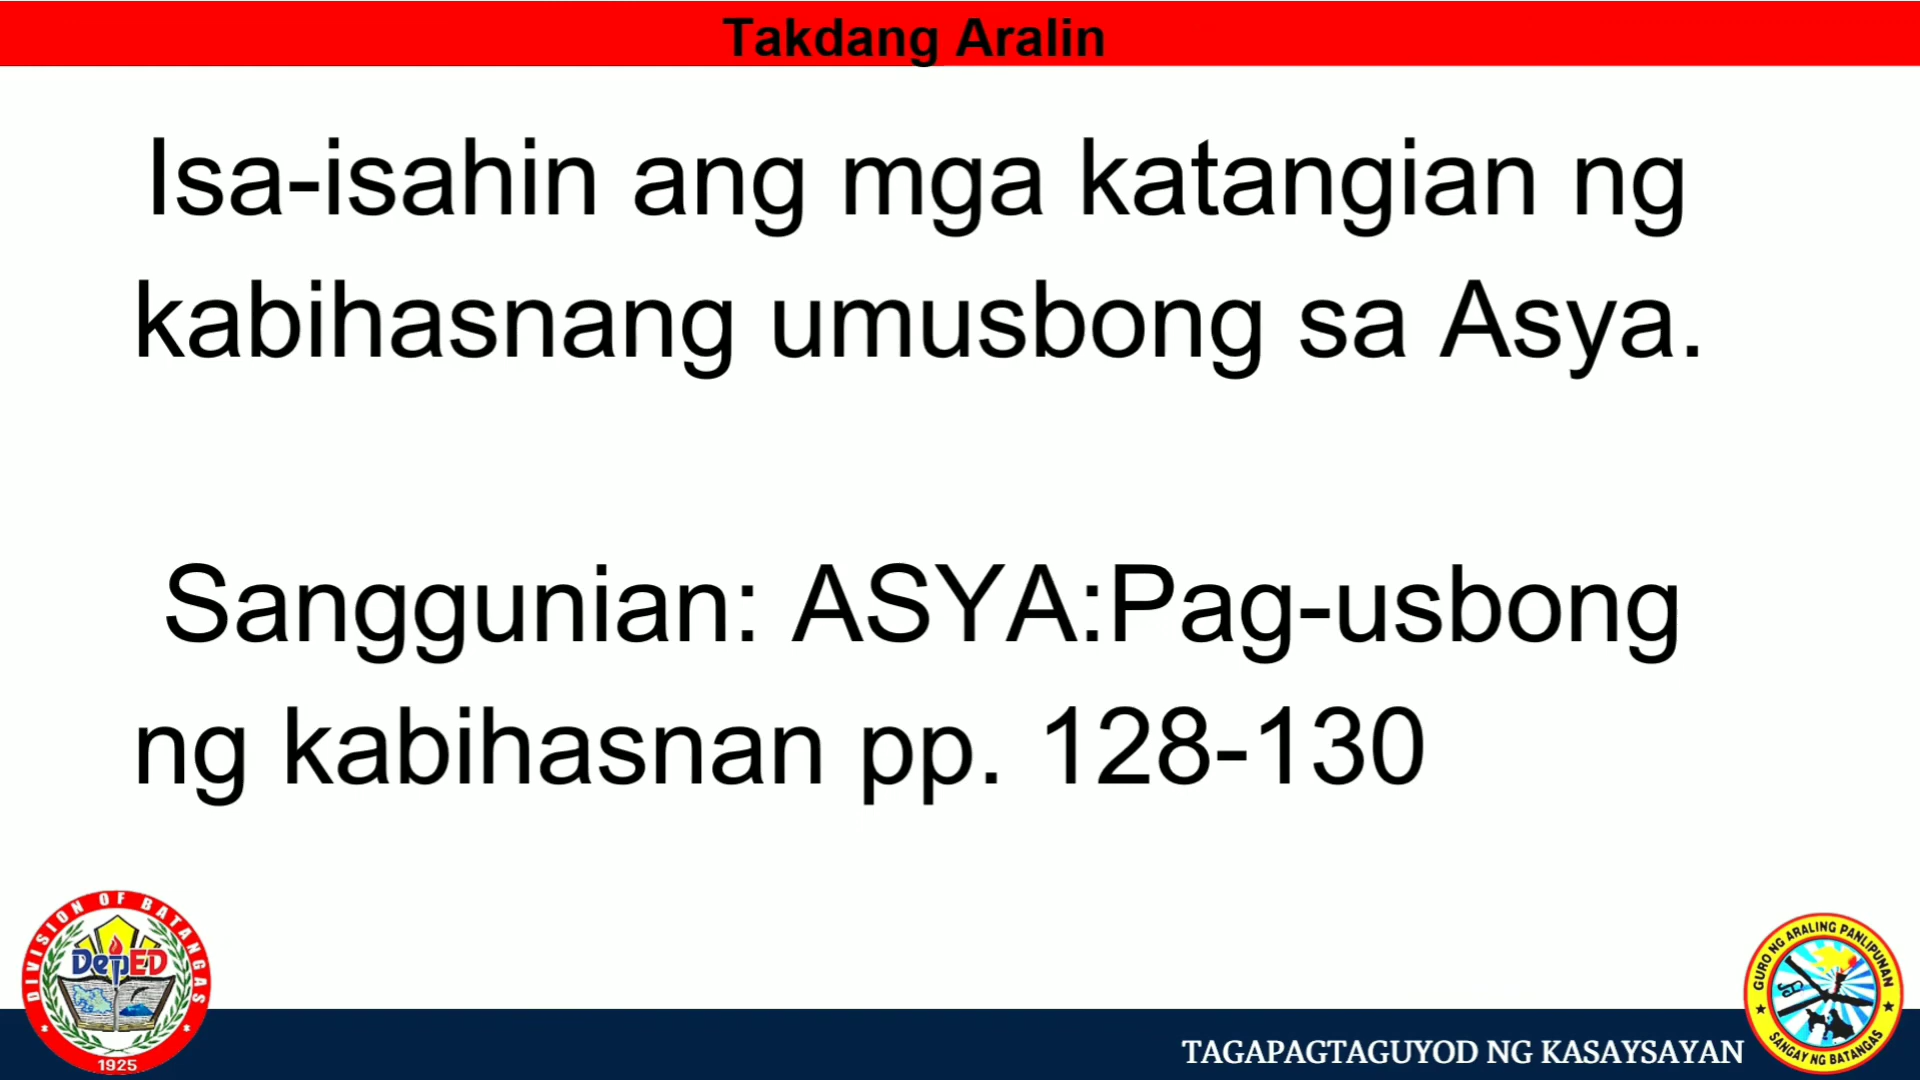 Takdang Aralin
Isa-isahin ang mga katangian ng
kabihasnang umusbong sa Asya.
Sanggunian: ASYA:Pag-usbong
ng kabihasnan pp. 128-130
DIVISION OF BATANGAS
DepED
1925
GURO NG ARALING PANLIPUNAN
SANGAY NG BATANGAS
TAGAPAGTAGUYOD NG KASAYSAYAN